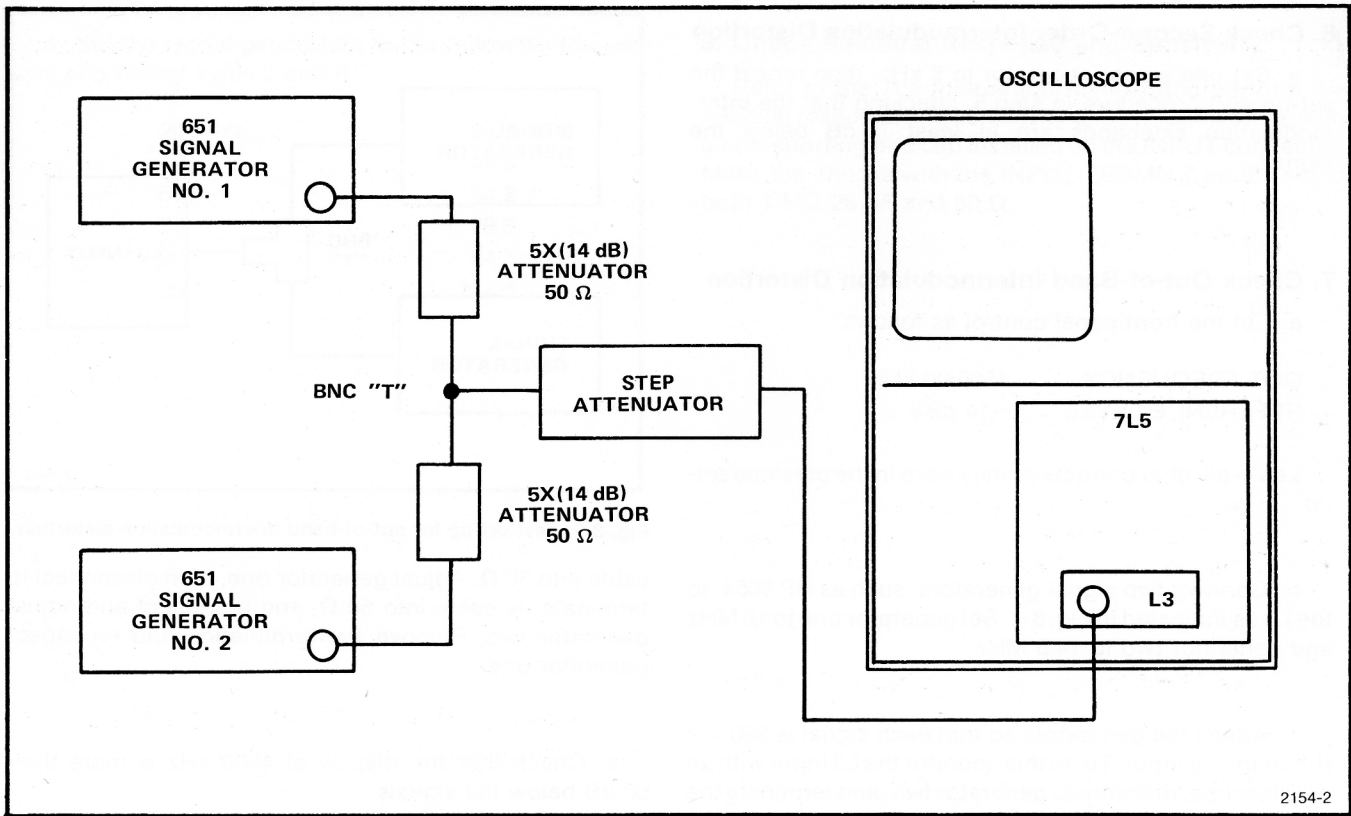 OSCILLOSCOPE
651
SIGNAL
GENERATOR
NO. 1
5X(14 dB)
ATTENUATOR
50 Ω
BNC "T"
STEP
ATTENUATOR
7L5
5X(14 dB)
ATTENUATOR
50 Ω
651
SIGNAL
GENERATOR
NO. 2
L3
2154-2